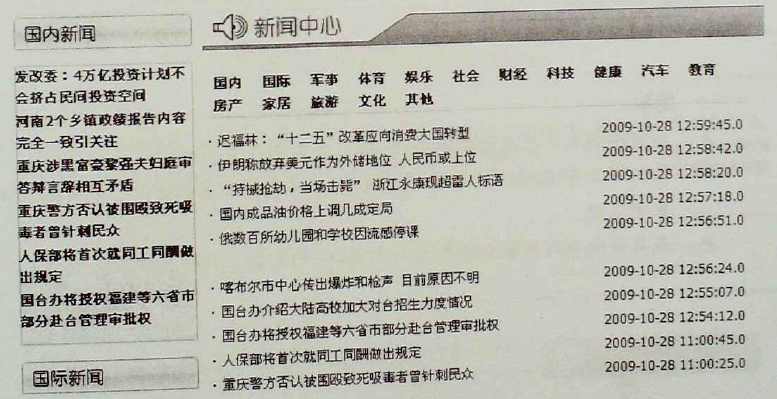 国内新闻
发改委：4万亿投资计划不
会挤占民间投资空间
河南2个乡镇政绩报告内容
完全一致引关注
重庆涉黑富豪黎强夫妇庭审
答辩言辞相互矛盾
重庆警方否认被围殴致死吸
毒者曾针刺民众
人保部将首次就同工同酬做
出规定
国台办将授权福建等六省市
部分赴台管理审批权
国际新闻
新闻中心
国内 国际 军事 体育 娱乐 社会 财经 科技 健康 汽车 教育
房产 家居 旅游 文化 其他
· 迟福林：“十二五”改革应向消费大国转型 2009-10-28 12:59:45.0
· 伊朗称放弃美元作为外储地位 人民币或上位 2009-10-28 12:58:42.0
· “持械抢劫，当场击毙” 浙江永康现超雷人标语 2009-10-28 12:58:20.0
· 国内成品油价格上调几成定局 2009-10-28 12:57:18.0
· 俄数百所幼儿园和学校因流感停课 2009-10-28 12:56:51.0
· 喀布尔市中心传出爆炸和枪声 目前原因不明 2009-10-28 12:56:24.0
· 国台办介绍大陆高校加大对台招生力度情况 2009-10-28 12:55:07.0
· 国台办将授权福建等六省市部分赴台管理审批权 2009-10-28 12:54:12.0
· 人保部将首次就同工同酬做出规定 2009-10-28 11:00:45.0
· 重庆警方否认被围殴致死吸毒者曾针刺民众 2009-10-28 11:00:25.0